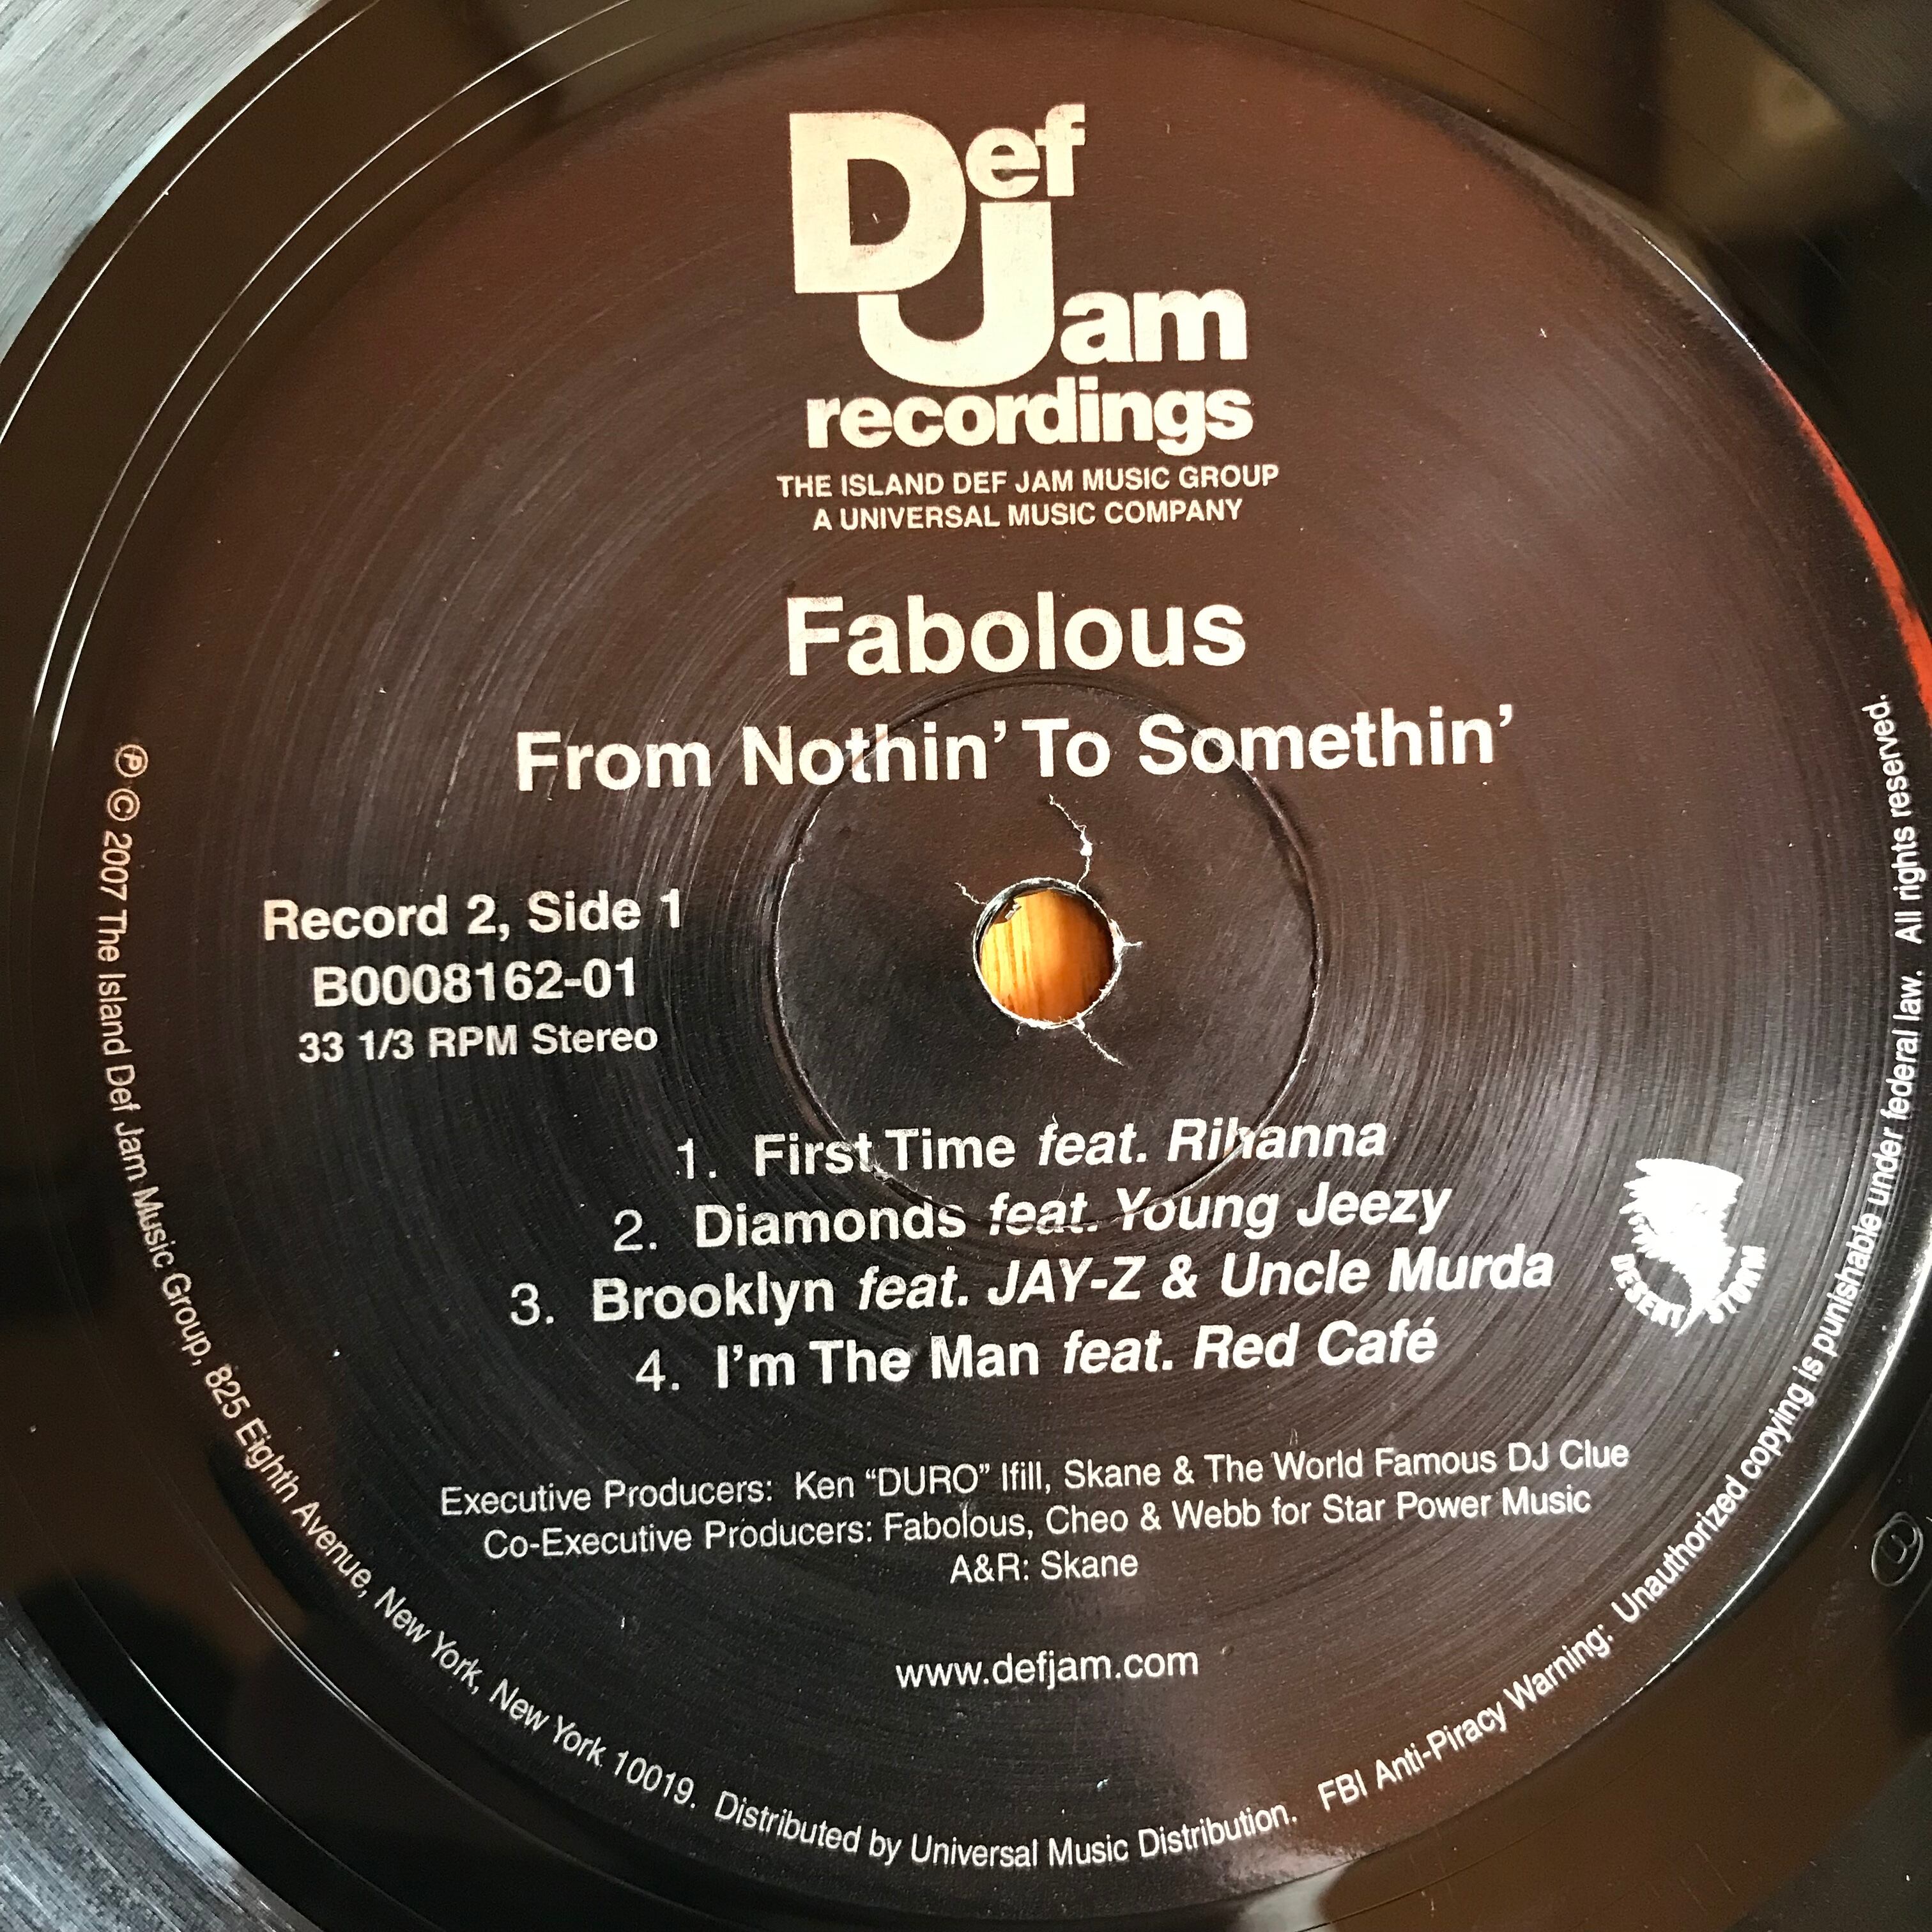 Def Jam
recordings
THE ISLAND DEF JAM MUSIC GROUP
A UNIVERSAL MUSIC COMPANY
Fabolous
From Nothin' To Somethin'
Record 2, Side 1
B0008162-01
33 1/3 RPM Stereo
1. First Time feat. Rihanna
2. Diamonds feat. Young Jeezy
3. Brooklyn feat. JAY-Z & Uncle Murda
4. I'm The Man feat. Red Café
DESERT STORM
Executive Producers: Ken “DURO” Ifill, Skane & The World Famous DJ Clue
Co-Executive Producers: Fabolous, Cheo & Webb for Star Power Music
A&R: Skane
www.defjam.com
℗ © 2007 The Island Def Jam Music Group, 825 Eighth Avenue, New York, New York 10019. Distributed by Universal Music Distribution. FBI Anti-Piracy Warning: Unauthorized copying is punishable under federal law. All rights reserved.